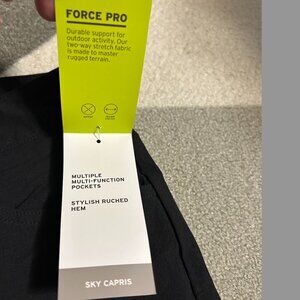 FORCE PRO
Durable support for
outdoor activity. Our
two-way stretch fabric
is made to master
rugged terrain.
MULTIPLE
MULTI-FUNCTION
POCKETS
STYLISH RUCHED
HEM
SKY CAPRIS